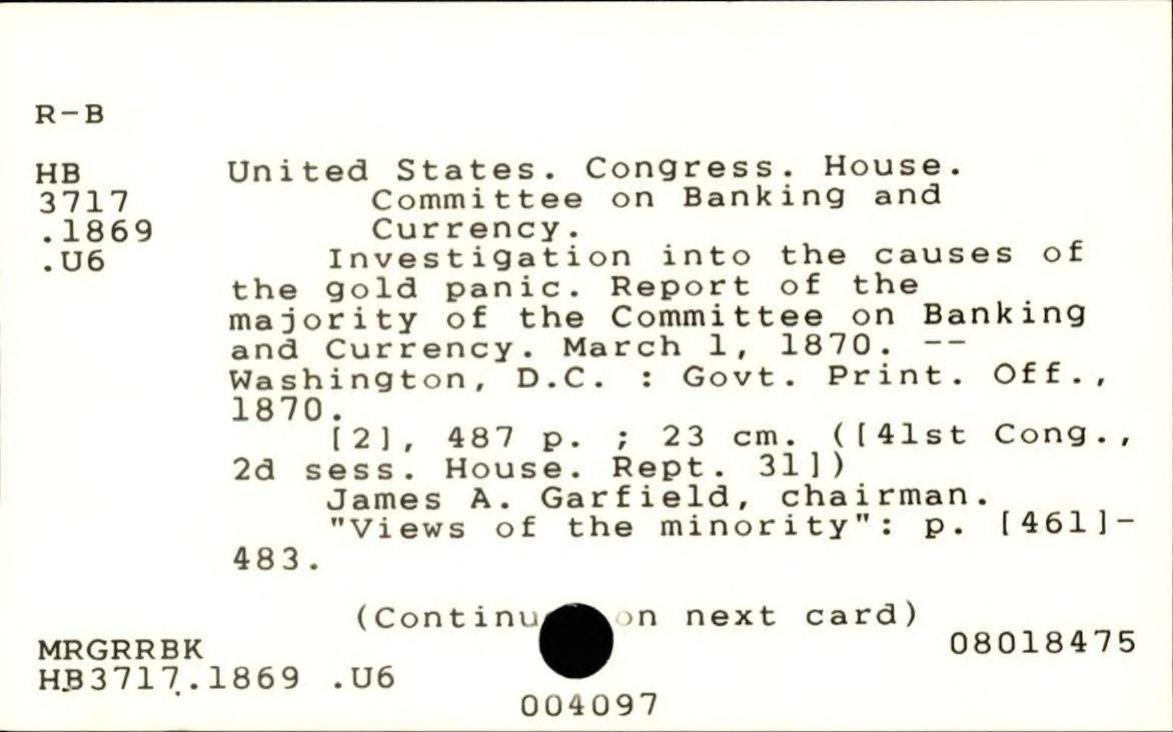 R-B
HB United States. Congress. House.
3717 Committee on Banking and
.1869 Currency.
.U6 Investigation into the causes of
the gold panic. Report of the
majority of the Committee on Banking
and Currency. March 1, 1870. --
Washington, D.C. : Govt. Print. Off.,
1870.
[2], 487 p. ; 23 cm. ([41st Cong.,
2d sess. House. Rept. 31])
James A. Garfield, chairman.
"Views of the minority": p. [461]-
483.
(Continu on next card)
MRGRRBK 08018475
HB3717.1869 .U6
004097